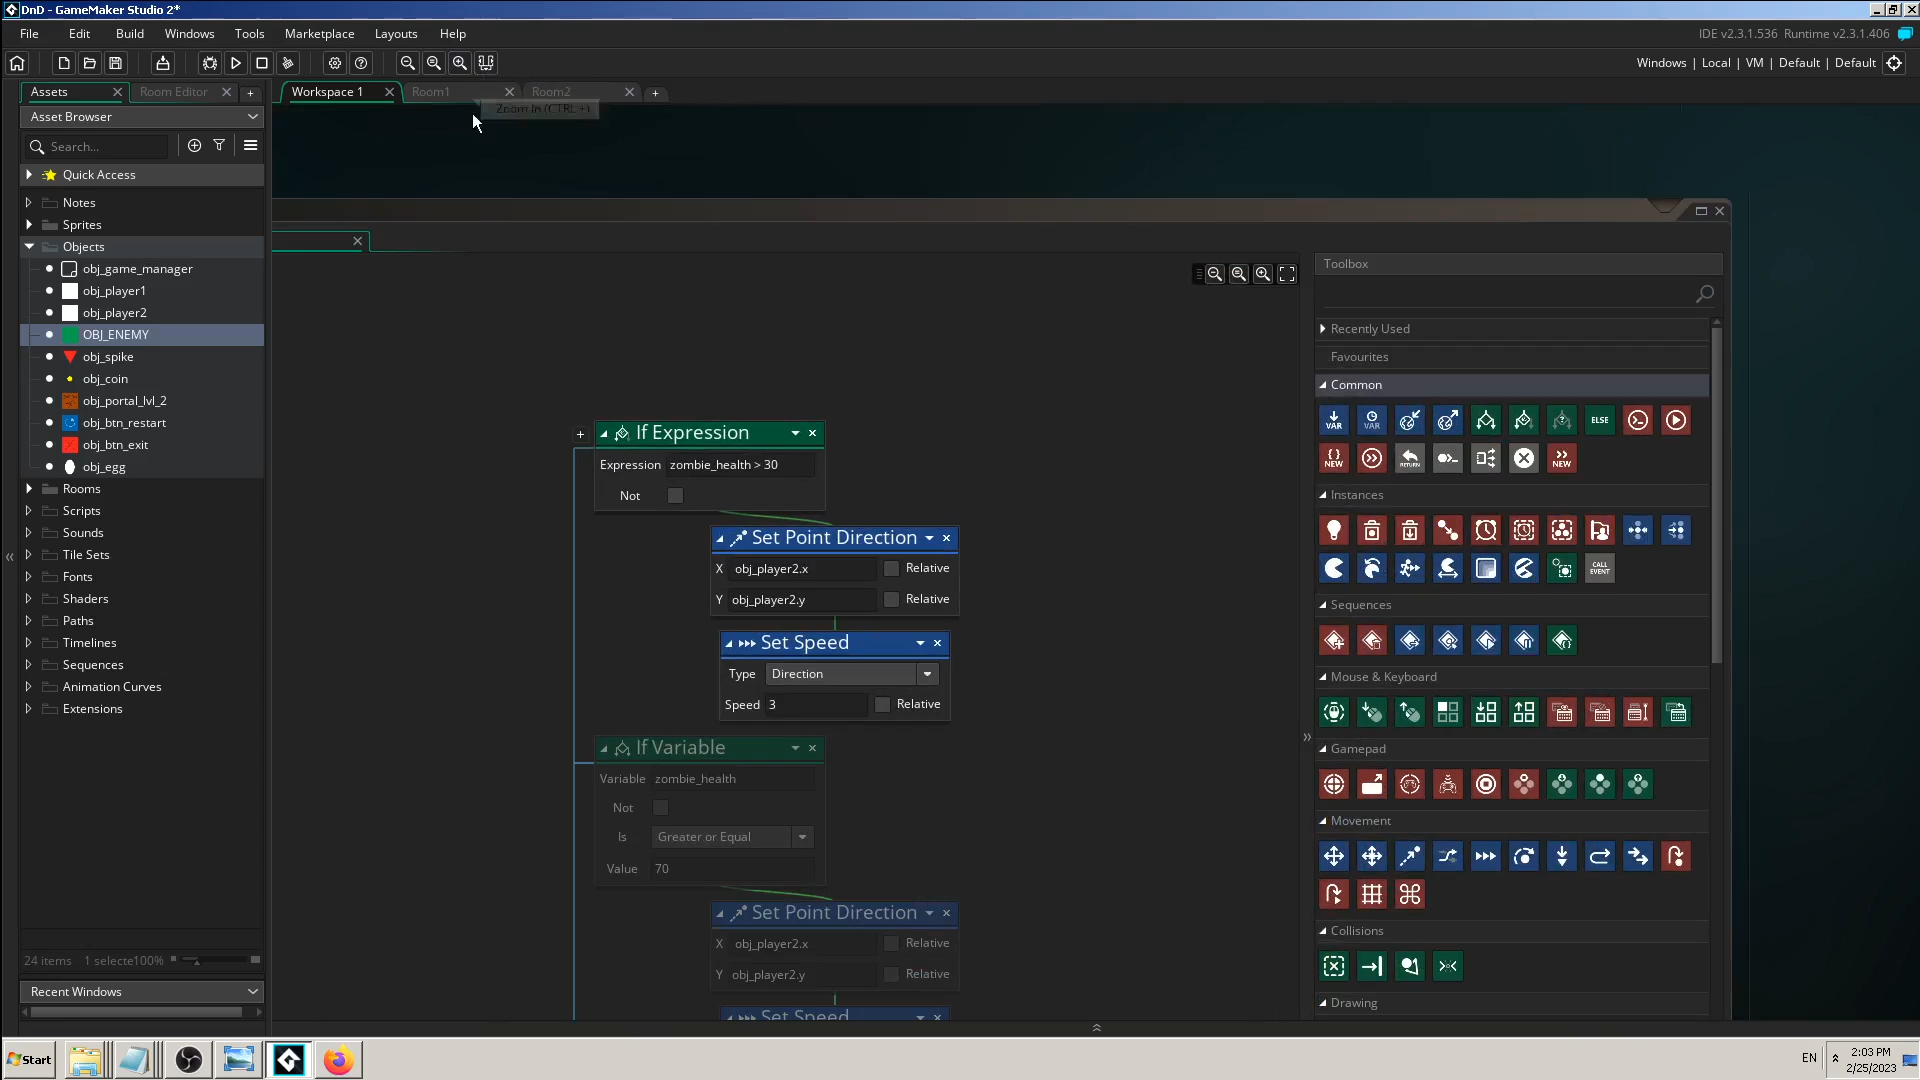 DnD - GameMaker Studio 2*
File Edit Build Windows Tools Marketplace Layouts Help
IDE v2.3.1.536 Runtime v2.3.1.406
Windows | Local | VM | Default | Default
Assets Room Editor Workspace 1 Room1 Room2
Zoom In (CTRL +)
Asset Browser
Search...
Quick Access
Notes
Sprites
Objects
obj_game_manager
obj_player1
obj_player2
OBJ_ENEMY
obj_spike
obj_coin
obj_portal_lvl_2
obj_btn_restart
obj_btn_exit
obj_egg
Rooms
Scripts
Sounds
Tile Sets
Fonts
Shaders
Paths
Timelines
Sequences
Animation Curves
Extensions
24 items 1 selecte100%
Recent Windows
If Expression
Expression zombie_health > 30
Not
Set Point Direction
X obj_player2.x Relative
Y obj_player2.y Relative
Set Speed
Type Direction
Speed 3 Relative
If Variable
Variable zombie_health
Not
Is Greater or Equal
Value 70
Set Point Direction
X obj_player2.x Relative
Y obj_player2.y Relative
Set Speed
Toolbox
Recently Used
Favourites
Common
VAR VAR ELSE
NEW RETURN NEW
Instances
CALL
EVENT
Sequences
Mouse & Keyboard
Gamepad
Movement
Collisions
Drawing
Start
EN
2:03 PM
2/25/2023